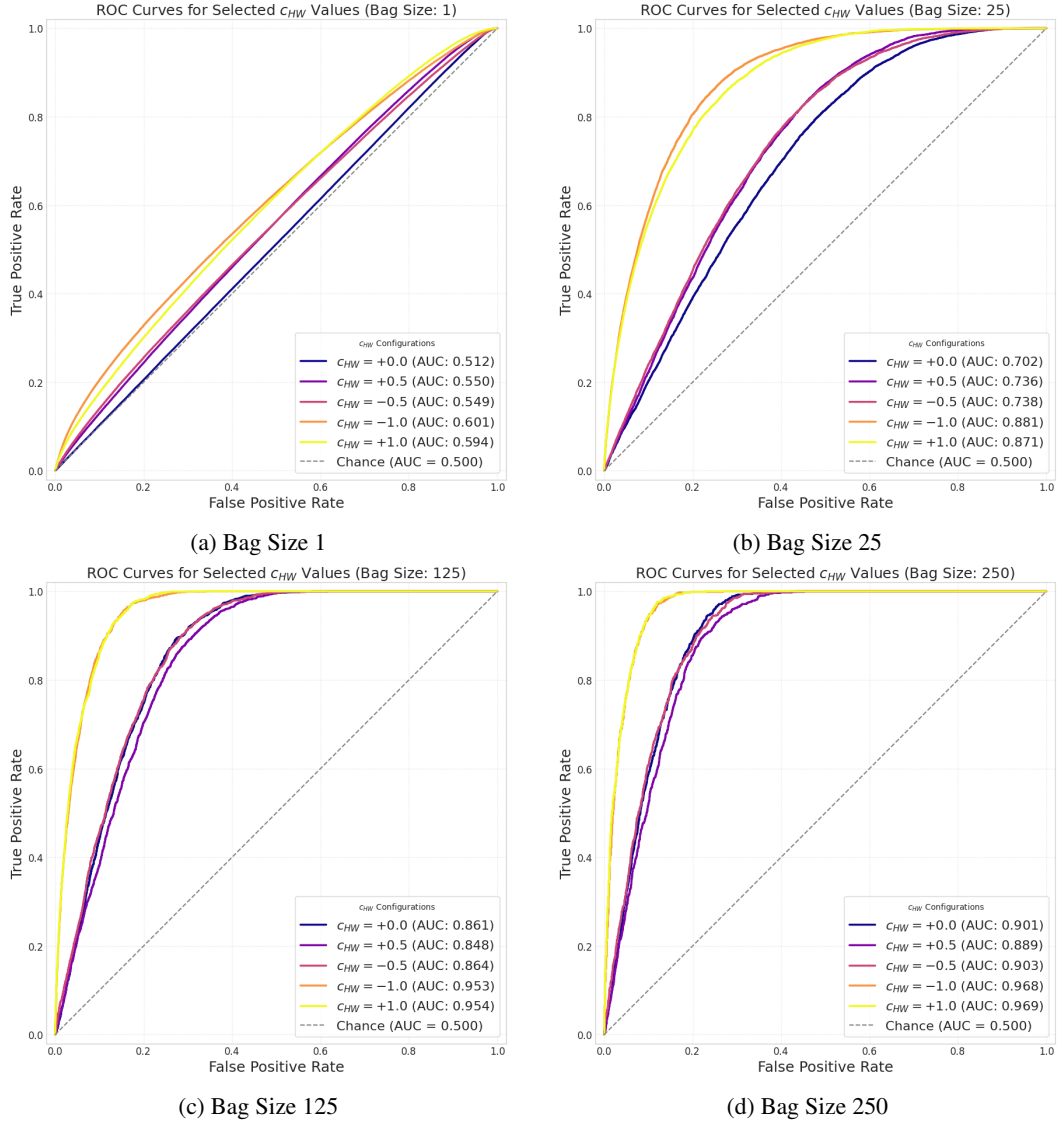 ROC Curves for Selected c_HW Values (Bag Size: 1)
True Positive Rate
1.0
0.8
0.6
0.4
0.2
0.0
c_HW Configurations
c_HW = +0.0 (AUC: 0.512)
c_HW = +0.5 (AUC: 0.550)
c_HW = −0.5 (AUC: 0.549)
c_HW = −1.0 (AUC: 0.601)
c_HW = +1.0 (AUC: 0.594)
Chance (AUC = 0.500)
0.0 0.2 0.4 0.6 0.8 1.0
False Positive Rate
(a) Bag Size 1
ROC Curves for Selected c_HW Values (Bag Size: 25)
True Positive Rate
1.0
0.8
0.6
0.4
0.2
0.0
c_HW Configurations
c_HW = +0.0 (AUC: 0.702)
c_HW = +0.5 (AUC: 0.736)
c_HW = −0.5 (AUC: 0.738)
c_HW = −1.0 (AUC: 0.881)
c_HW = +1.0 (AUC: 0.871)
Chance (AUC = 0.500)
0.0 0.2 0.4 0.6 0.8 1.0
False Positive Rate
(b) Bag Size 25
ROC Curves for Selected c_HW Values (Bag Size: 125)
True Positive Rate
1.0
0.8
0.6
0.4
0.2
0.0
c_HW Configurations
c_HW = +0.0 (AUC: 0.861)
c_HW = +0.5 (AUC: 0.848)
c_HW = −0.5 (AUC: 0.864)
c_HW = −1.0 (AUC: 0.953)
c_HW = +1.0 (AUC: 0.954)
Chance (AUC = 0.500)
0.0 0.2 0.4 0.6 0.8 1.0
False Positive Rate
(c) Bag Size 125
ROC Curves for Selected c_HW Values (Bag Size: 250)
True Positive Rate
1.0
0.8
0.6
0.4
0.2
0.0
c_HW Configurations
c_HW = +0.0 (AUC: 0.901)
c_HW = +0.5 (AUC: 0.889)
c_HW = −0.5 (AUC: 0.903)
c_HW = −1.0 (AUC: 0.968)
c_HW = +1.0 (AUC: 0.969)
Chance (AUC = 0.500)
0.0 0.2 0.4 0.6 0.8 1.0
False Positive Rate
(d) Bag Size 250